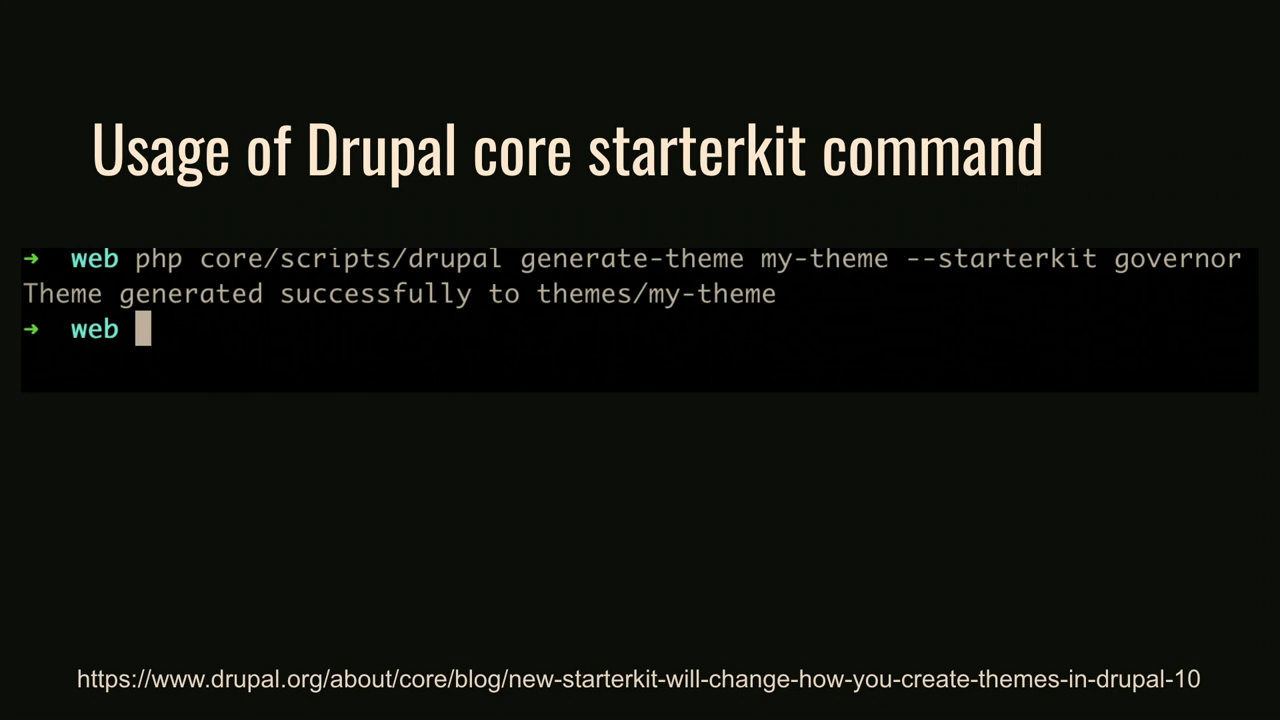 Usage of Drupal core starterkit command
➜ web php core/scripts/drupal generate-theme my-theme --starterkit governor
Theme generated successfully to themes/my-theme
➜ web
https://www.drupal.org/about/core/blog/new-starterkit-will-change-how-you-create-themes-in-drupal-10